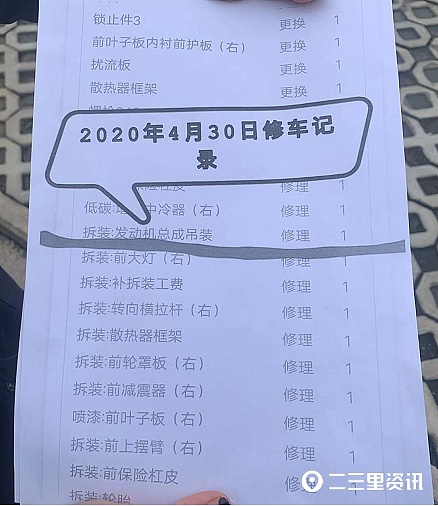 锁止件3 更换 1
前叶子板内衬前护板（右） 更换 1
扰流板 更换 1
散热器框架 更换 1
2020年4月30日修车记
录
险杠皮 修理 1
低碳: 中冷器（右） 修理 1
拆装:发动机总成吊装 修理 1
拆装:前大灯（右） 修理 1
拆装:补拆装工费 修理 1
拆装:转向横拉杆（右） 修理 1
拆装:散热器框架 修理 1
拆装:前轮罩板（右） 修理 1
拆装:前减震器（右） 修理 1
喷漆:前叶子板（右） 修理 1
拆装:前上摆臂（右） 修理 1
拆装:前保险杠皮 修理 1
拆装:轮胎
二三里资讯